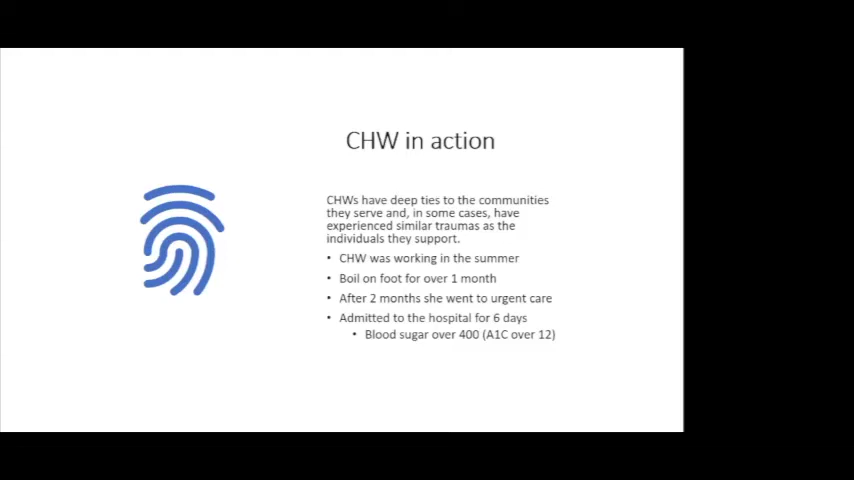 CHW in action
CHWs have deep ties to the communities
they serve and, in some cases, have
experienced similar traumas as the
individuals they support.
• CHW was working in the summer
• Boil on foot for over 1 month
• After 2 months she went to urgent care
• Admitted to the hospital for 6 days
• Blood sugar over 400 (A1C over 12)